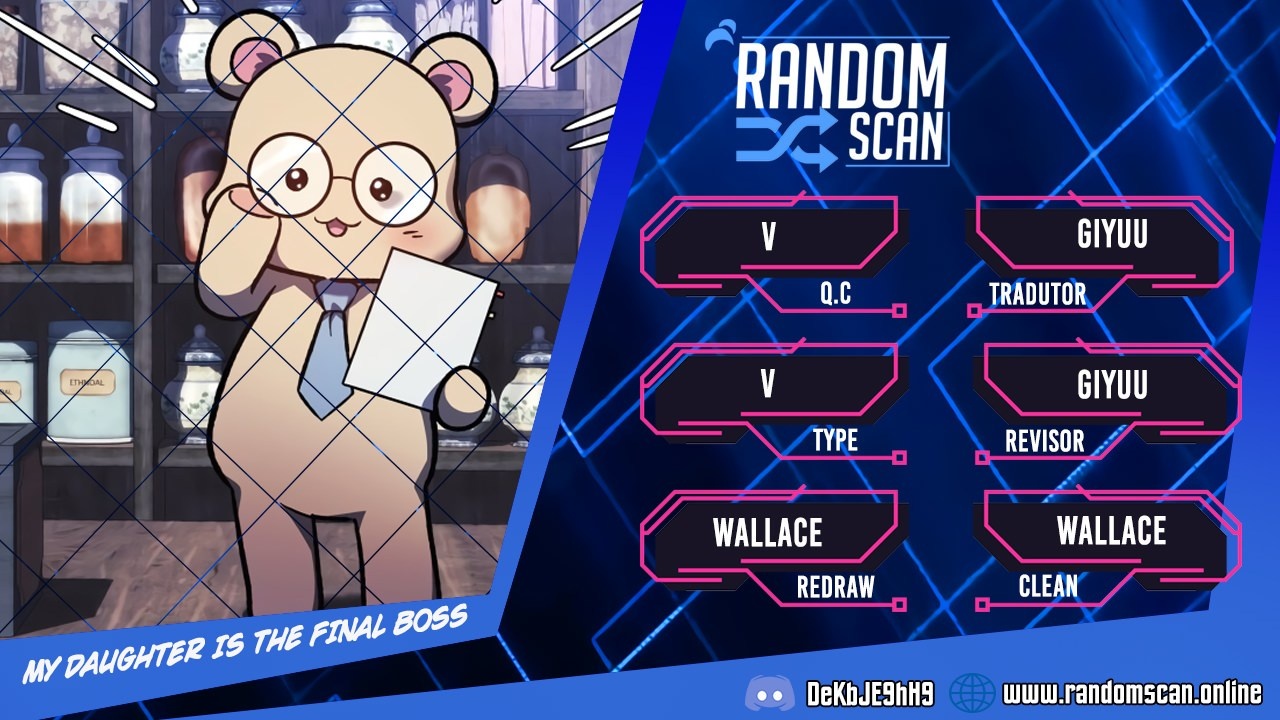 RANDOM
SCAN
V
Q.C
GIYUU
TRADUTOR
V
TYPE
GIYUU
REVISOR
WALLACE
REDRAW
WALLACE
CLEAN
MY DAUGHTER IS THE FINAL BOSS
DeKbJE9hH9
www.randomscan.online